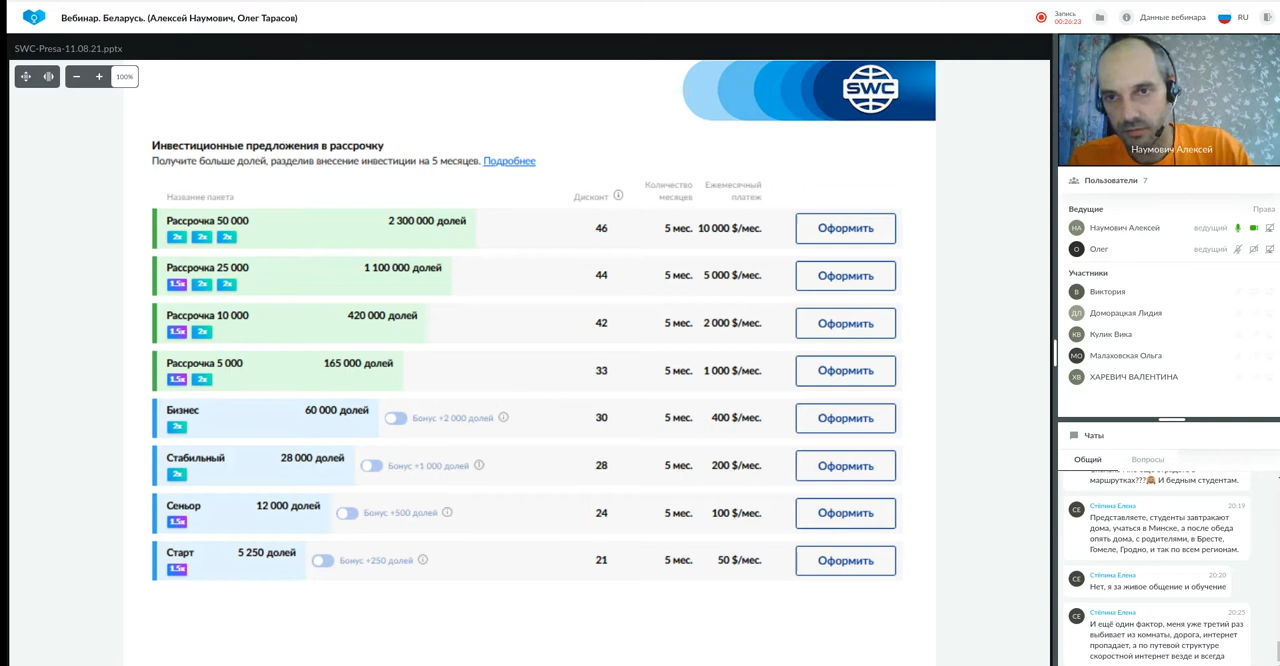 Вебинар. Беларусь. (Алексей Наумович, Олег Тарасов)
Запись
00:26:23
Данные вебинара
RU
SWC-Presa-11.08.21.pptx
100%
SWC
Инвестиционные предложения в рассрочку
Получите больше долей, разделив внесение инвестиции на 5 месяцев. Подробнее
Название пакета
Дисконт
Количество месяцев
Ежемесячный платеж
Рассрочка 50 000 2 300 000 долей 46 5 мес. 10 000 $/мес. Оформить
2x 2x 2x
Рассрочка 25 000 1 100 000 долей 44 5 мес. 5 000 $/мес. Оформить
1.5x 2x 2x
Рассрочка 10 000 420 000 долей 42 5 мес. 2 000 $/мес. Оформить
1.5x 2x
Рассрочка 5 000 165 000 долей 33 5 мес. 1 000 $/мес. Оформить
1.5x 2x
Бизнес 60 000 долей Бонус +2 000 долей 30 5 мес. 400 $/мес. Оформить
2x
Стабильный 28 000 долей Бонус +1 000 долей 28 5 мес. 200 $/мес. Оформить
2x
Сеньор 12 000 долей Бонус +500 долей 24 5 мес. 100 $/мес. Оформить
1.5x
Старт 5 250 долей Бонус +250 долей 21 5 мес. 50 $/мес. Оформить
1.5x
Наумович Алексей
Пользователи 7
Ведущие Права
НА Наумович Алексей ведущий
О Олег ведущий
Участники
В Виктория
ДЛ Доморацкая Лидия
КВ Кулик Вика
МО Малаховская Ольга
ХВ ХАРЕВИЧ ВАЛЕНТИНА
Чаты
Общий Вопросы
маршрутках??? И бедным студентам.
СЕ Стёпина Елена 20:19
Представляете, студенты завтракают
дома, учаться в Минске, а после обеда
опять дома, с родителями, в Бресте,
Гомеле, Гродно, и так по всем регионам.
СЕ Стёпина Елена 20:20
Нет, я за живое общение и обучение
СЕ Стёпина Елена 20:25
И ещё один фактор, меня уже третий раз
выбивает из комнаты, дорога, интернет
пропадает, а по путевой структуре
скоростной интернет везде и всегда